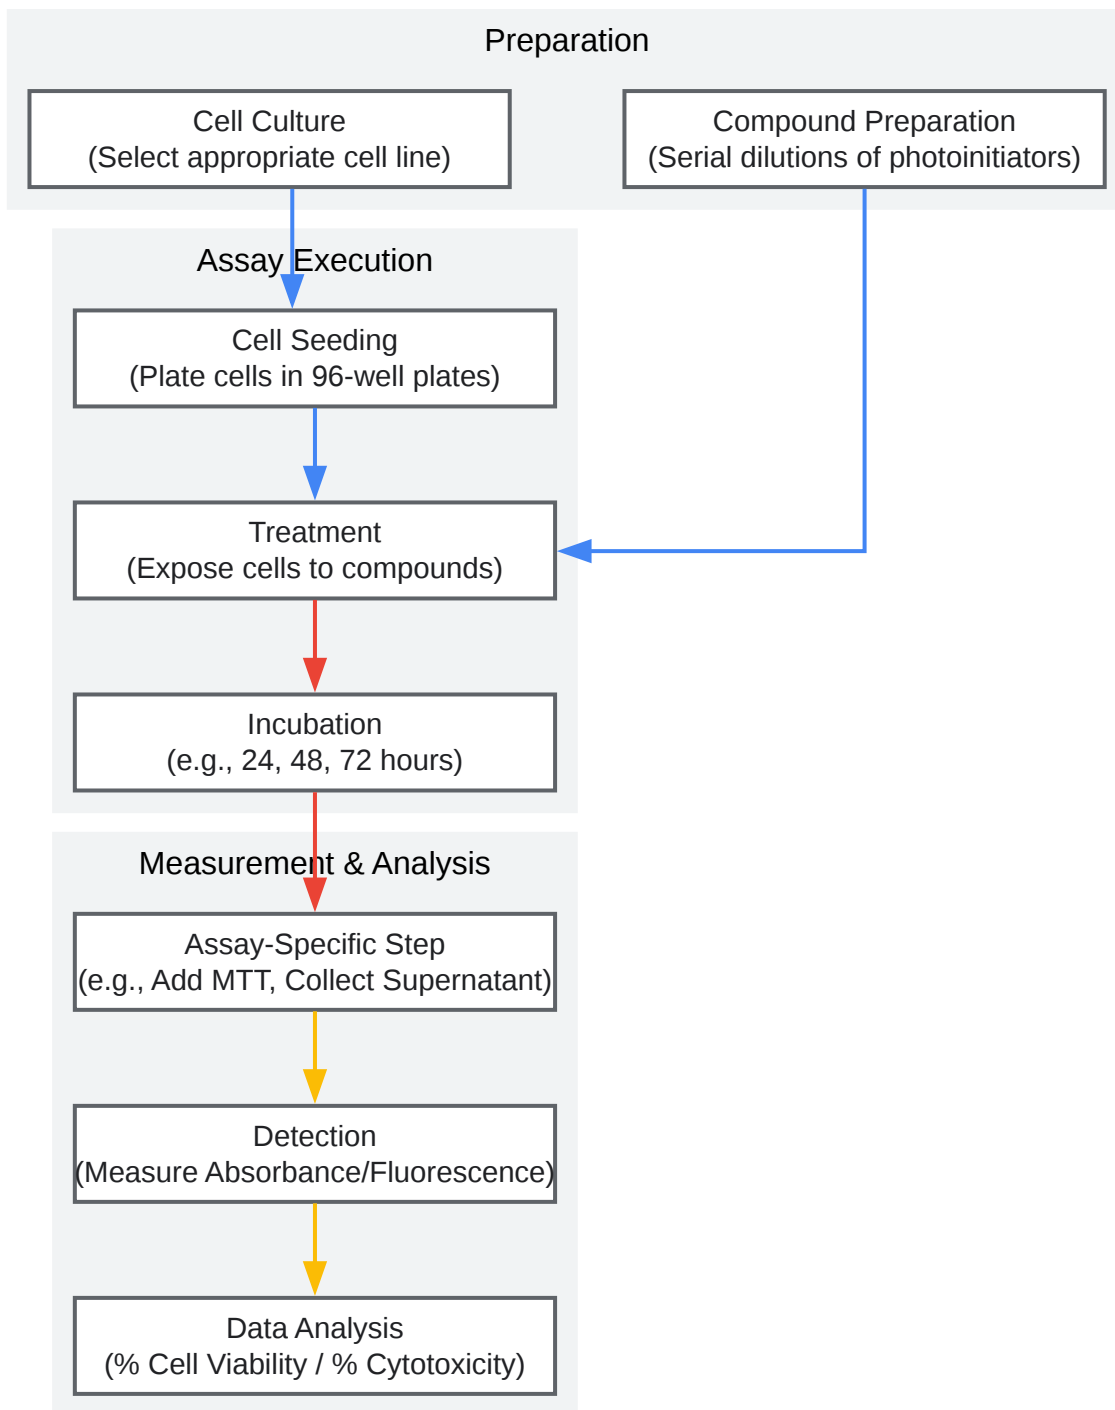 Preparation
Cell Culture
(Select appropriate cell line)
Compound Preparation
(Serial dilutions of photoinitiators)
Assay Execution
Cell Seeding
(Plate cells in 96-well plates)
Treatment
(Expose cells to compounds)
Incubation
(e.g., 24, 48, 72 hours)
Measurement & Analysis
Assay-Specific Step
(e.g., Add MTT, Collect Supernatant)
Detection
(Measure Absorbance/Fluorescence)
Data Analysis
(% Cell Viability / % Cytotoxicity)